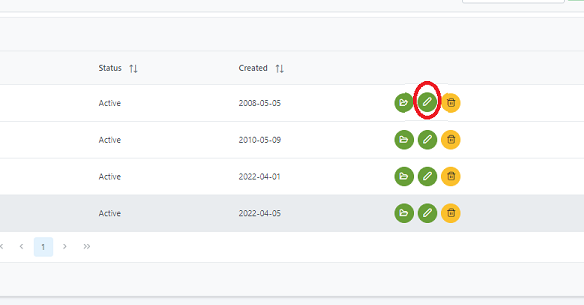 Status Created
Active 2008-05-05
Active 2010-05-09
Active 2022-04-01
Active 2022-04-05
1